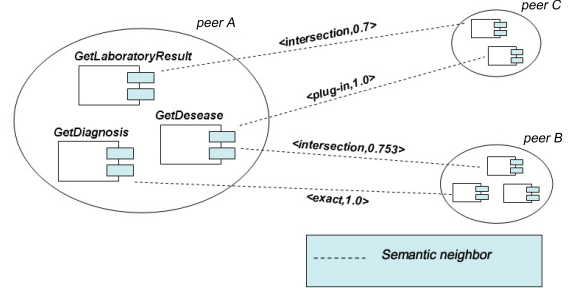 peer A
peer C
<intersection,0.7>
GetLaboratoryResult
<plug-in,1.0>
GetDesease
GetDiagnosis
peer B
<intersection,0.753>
<exact,1.0>
Semantic neighbor